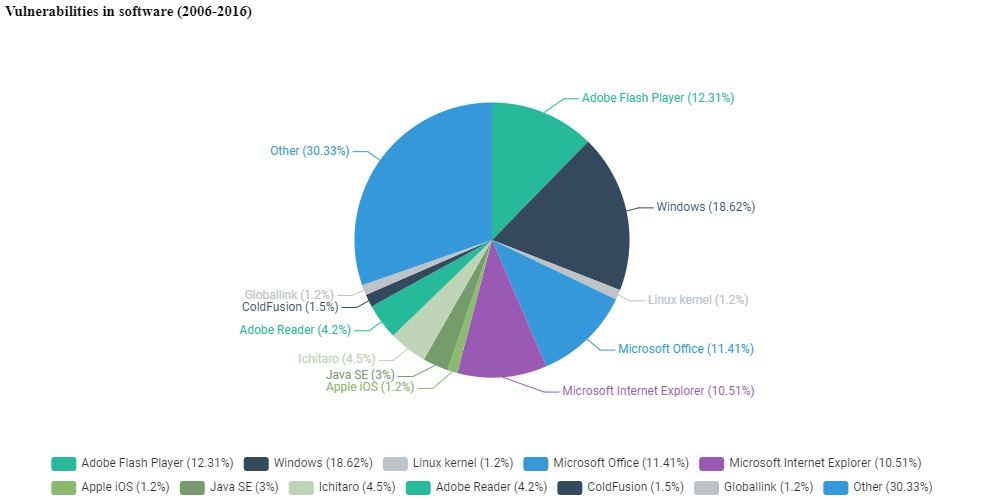 Vulnerabilities in software (2006-2016)
Adobe Flash Player (12.31%)
Other (30.33%)
Windows (18.62%)
Globallink (1.2%)
Linux kernel (1.2%)
ColdFusion (1.5%)
Adobe Reader (4.2%)
Microsoft Office (11.41%)
Ichitaro (4.5%)
Java SE (3%)
Apple iOS (1.2%)
Microsoft Internet Explorer (10.51%)
Adobe Flash Player (12.31%) Windows (18.62%) Linux kernel (1.2%) Microsoft Office (11.41%) Microsoft Internet Explorer (10.51%)
Apple iOS (1.2%) Java SE (3%) Ichitaro (4.5%) Adobe Reader (4.2%) ColdFusion (1.5%) Globallink (1.2%) Other (30.33%)